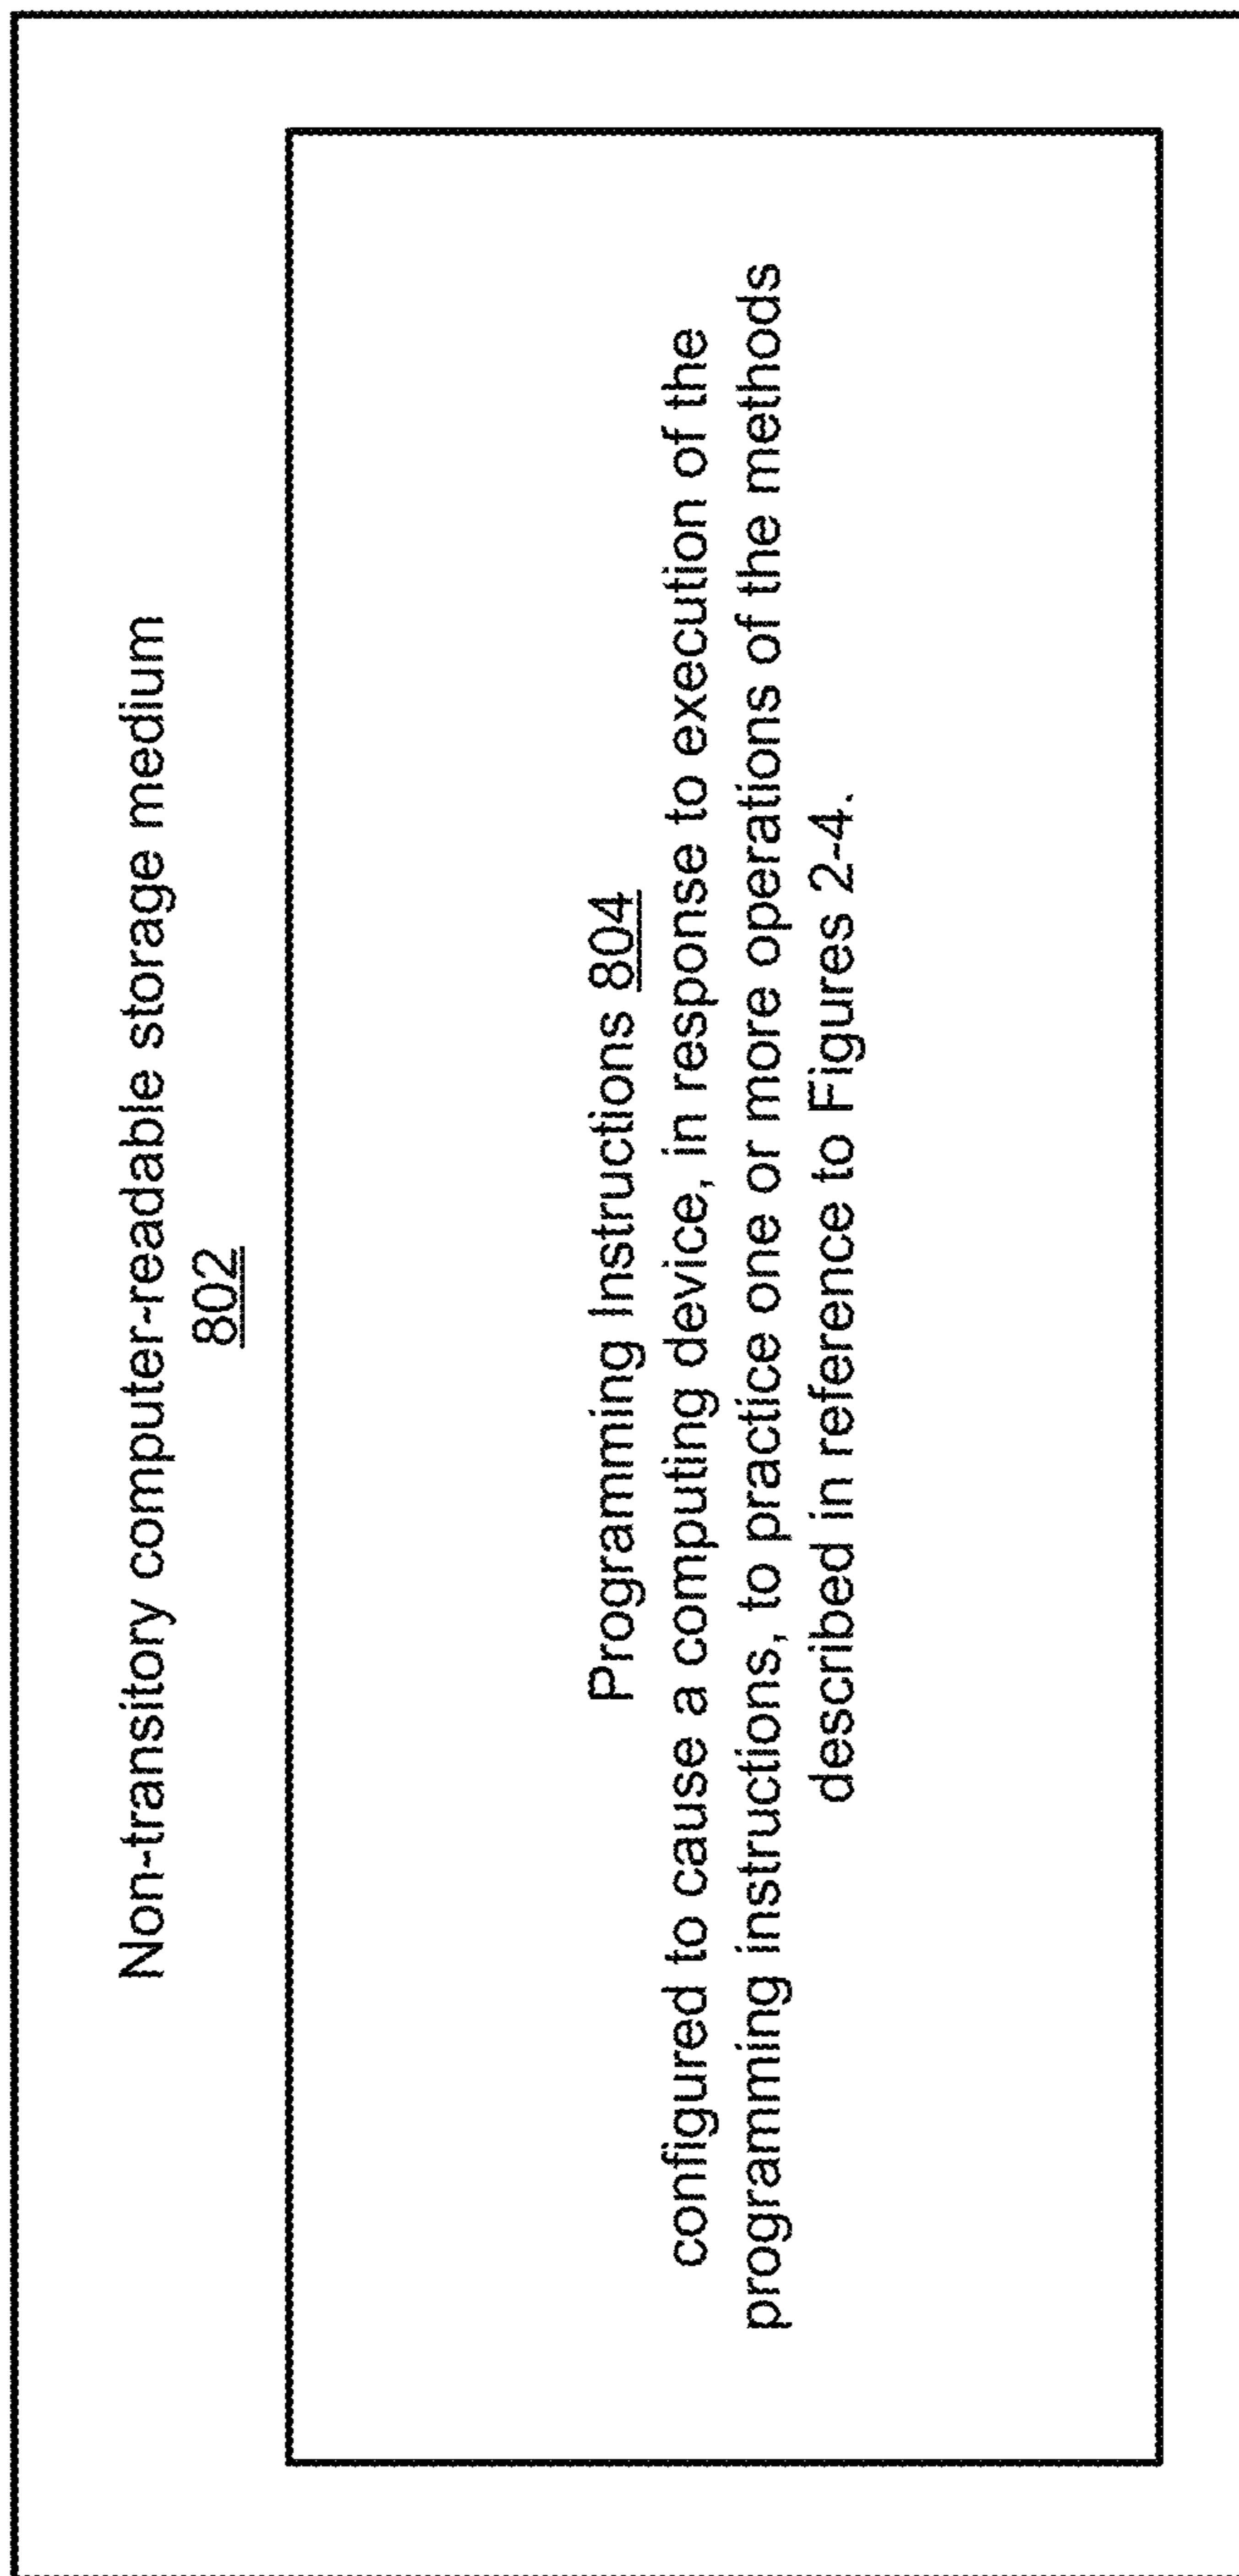 Non-transitory computer-readable storage medium
802
Programming Instructions 804
configured to cause a computing device, in response to execution of the
programming instructions, to practice one or more operations of the methods
described in reference to Figures 2-4.